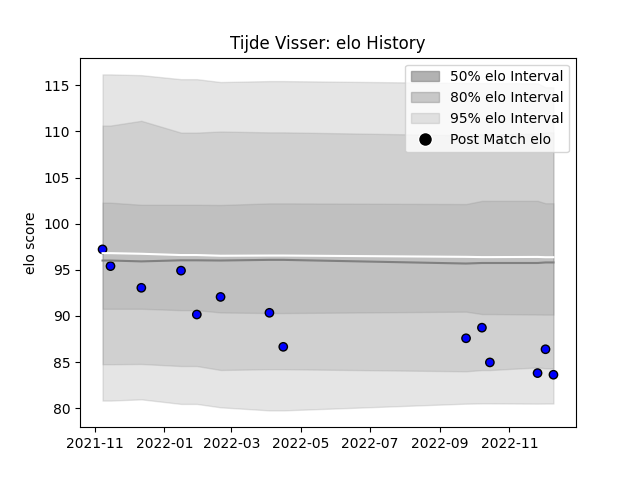 Tijde Visser: elo History
50% elo Interval
80% elo Interval
95% elo Interval
Post Match elo
elo score
115
110
105
100
95
90
85
80
2021-11
2022-01
2022-03
2022-05
2022-07
2022-09
2022-11